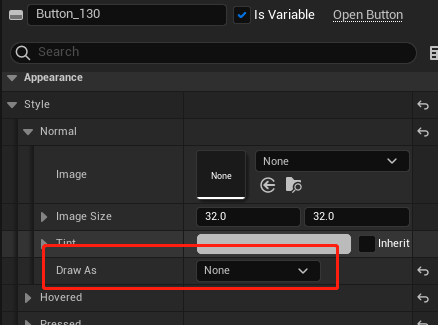 Button_130 Is Variable Open Button
Search
Appearance
Style
Normal
Image None None
Image Size 32.0 32.0
Tint Inherit
Draw As None
Hovered
Pressed